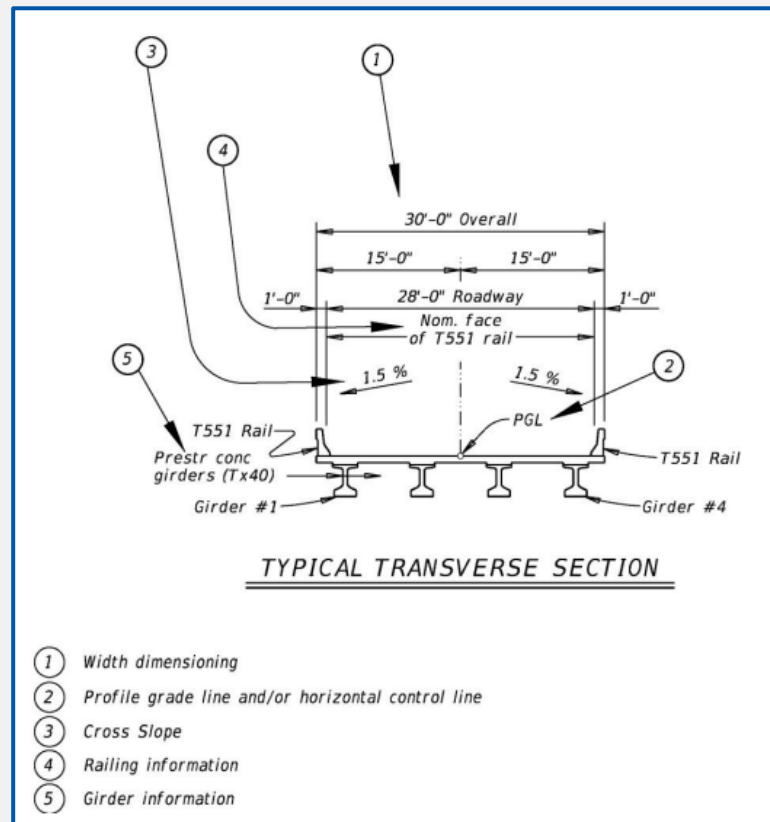 3
1
4
30'-0" Overall
15'-0" 15'-0"
1'-0" 28'-0" Roadway 1'-0"
Nom. face
of T551 rail
5
1.5 % 1.5 %
2
PGL
T551 Rail
Prestr conc
girders (Tx40)
T551 Rail
Girder #1 Girder #4
TYPICAL TRANSVERSE SECTION
1 Width dimensioning
2 Profile grade line and/or horizontal control line
3 Cross Slope
4 Railing information
5 Girder information